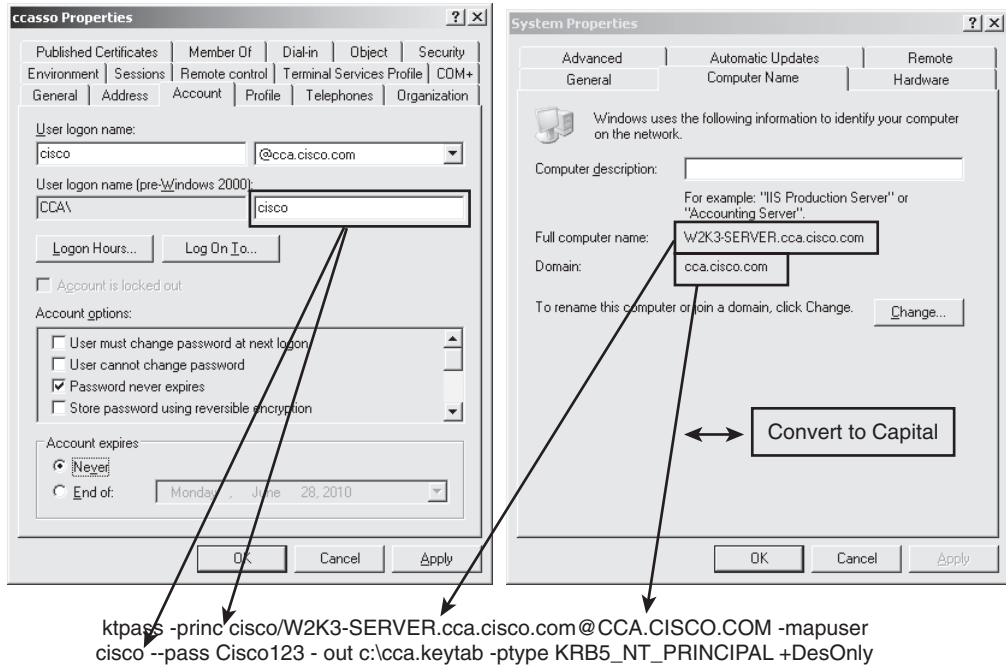 ccasso Properties
? X
Published Certificates Member Of Dial-in Object Security
Environment Sessions Remote control Terminal Services Profile COM+
General Address Account Profile Telephones Organization
User logon name:
cisco @cca.cisco.com
User logon name (pre-Windows 2000):
CCA\ cisco
Logon Hours... Log On To...
Account is locked out
Account options:
User must change password at next logon
User cannot change password
Password never expires
Store password using reversible encryption
Account expires
Never
End of: Monday , June 28, 2010
OK Cancel Apply
System Properties
? X
Advanced Automatic Updates Remote
General Computer Name Hardware
Windows uses the following information to identify your computer
on the network.
Computer description:
For example: "IIS Production Server" or
"Accounting Server".
Full computer name: W2K3-SERVER.cca.cisco.com
Domain: cca.cisco.com
To rename this computer or join a domain, click Change. Change...
Convert to Capital
OK Cancel Apply
ktpass -princ cisco/W2K3-SERVER.cca.cisco.com@CCA.CISCO.COM -mapuser
cisco --pass Cisco123 - out c:\cca.keytab -ptype KRB5_NT_PRINCIPAL +DesOnly